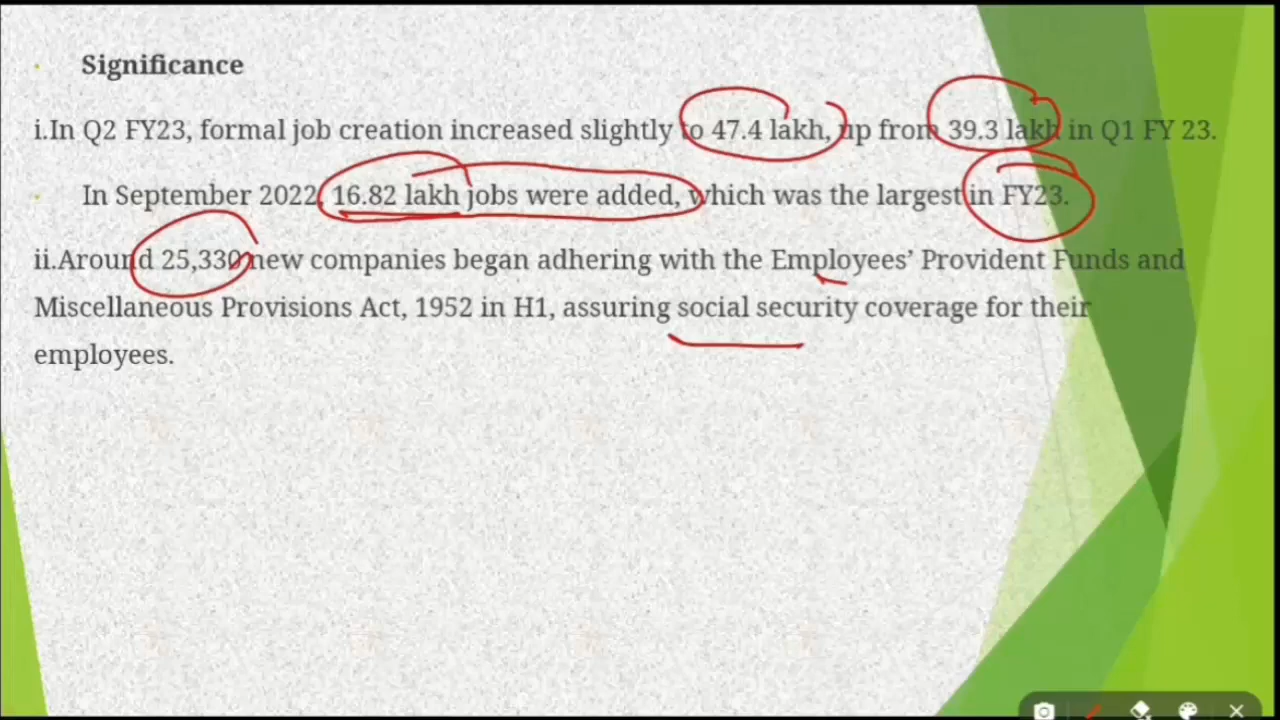 Significance
i.In Q2 FY23, formal job creation increased slightly to 47.4 lakh, up from 39.3 lakh in Q1 FY 23.
In September 2022, 16.82 lakh jobs were added, which was the largest in FY23.
ii.Around 25,330 new companies began adhering with the Employees’ Provident Funds and
Miscellaneous Provisions Act, 1952 in H1, assuring social security coverage for their
employees.